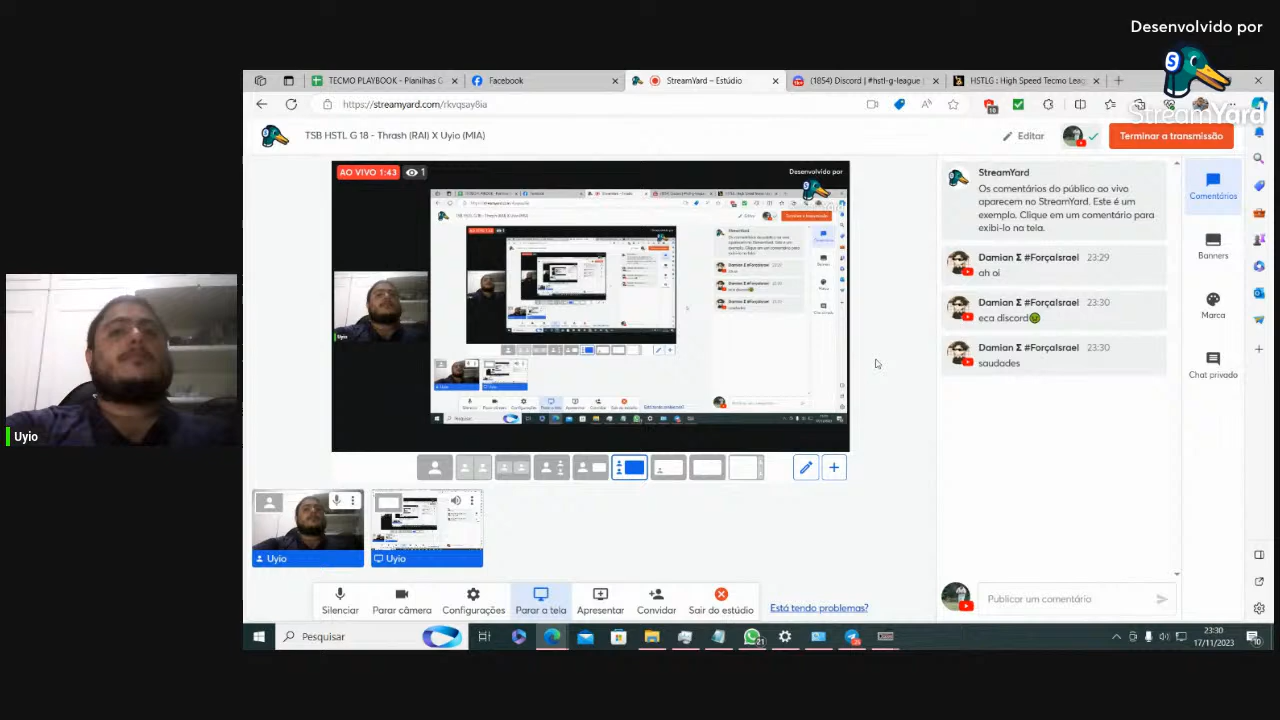 Desenvolvido por
StreamYard
TECMO PLAYBOOK - Planilhas G
Facebook
StreamYard – Estúdio
(1854) Discord | #hstl-g-league |
HSTLG : High Speed Tecmo Leag
https://streamyard.com/rkvqsay8ia
TSB HSTL G 18 - Thrash (RAI) X Uyio (MIA)
Editar
Terminar a transmissão
AO VIVO 1:43
1
Desenvolvido por
StreamYard
Os comentários do público ao vivo
aparecem no StreamYard. Este é um
exemplo. Clique em um comentário para
exibi-lo na tela.
Damian Σ #ForçaIsrael 23:29
ah oi
Damian Σ #ForçaIsrael 23:30
eca discord🤢
Damian Σ #ForçaIsrael 23:30
saudades
Comentários
Banners
Marca
Chat privado
Uyio
Uyio
Uyio
Silenciar
Parar câmera
Configurações
Parar a tela
Apresentar
Convidar
Sair do estúdio
Está tendo problemas?
Publicar um comentário
Pesquisar
21
23:30
17/11/2023
10